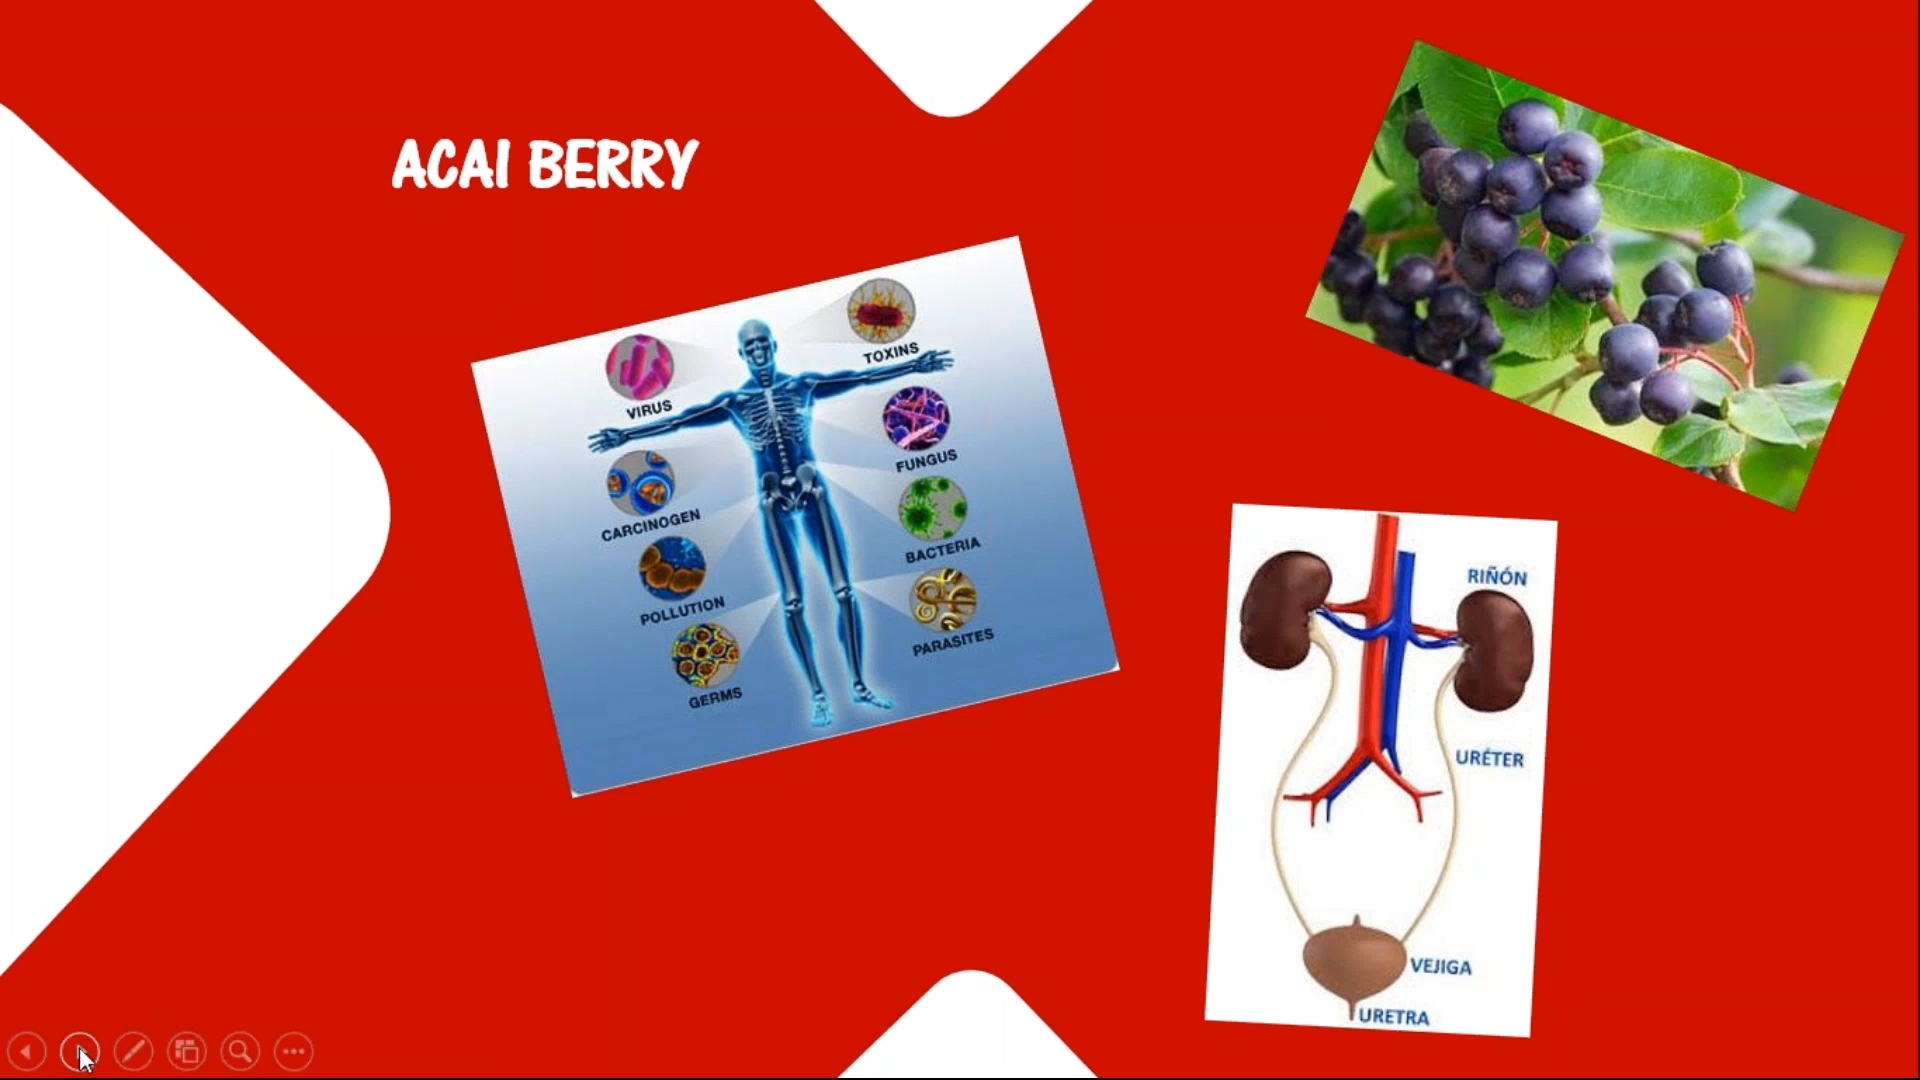 ACAI BERRY
VIRUS
TOXINS
CARCINOGEN
FUNGUS
POLLUTION
BACTERIA
GERMS
PARASITES
RIÑÓN
URÉTER
VEJIGA
URETRA